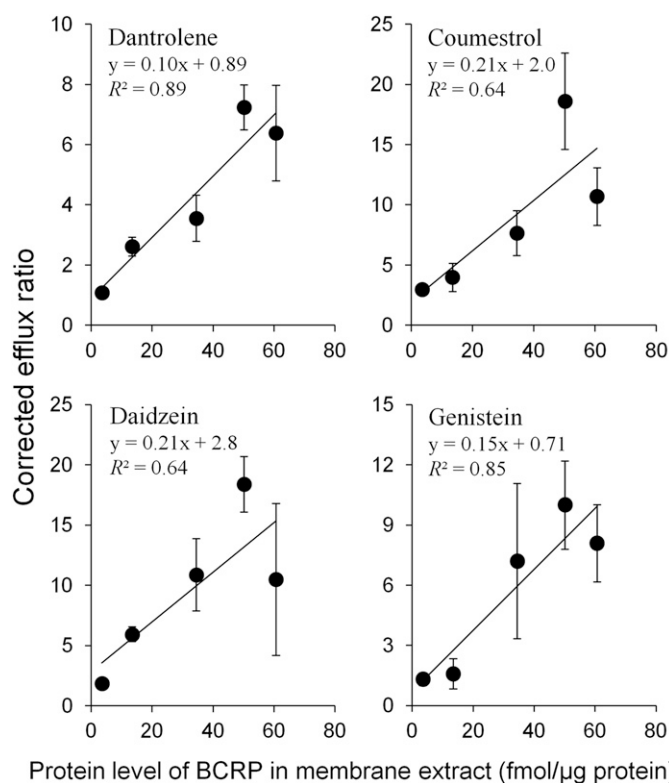 Corrected efflux ratio
Dantrolene
y = 0.10x + 0.89
R² = 0.89
10
8
6
4
2
0
0 20 40 60 80
Coumestrol
y = 0.21x + 2.0
R² = 0.64
25
20
15
10
5
0
0 20 40 60 80
Daidzein
y = 0.21x + 2.8
R² = 0.64
25
20
15
10
5
0
0 20 40 60 80
Genistein
y = 0.15x + 0.71
R² = 0.85
15
12
9
6
3
0
0 20 40 60 80
Protein level of BCRP in membrane extract (fmol/µg protein